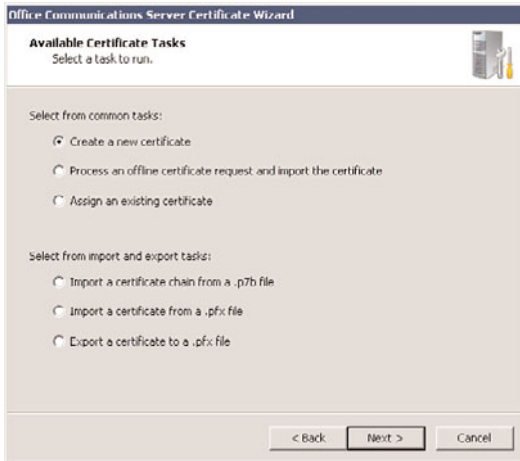 Office Communications Server Certificate Wizard
Available Certificate Tasks
Select a task to run.
Select from common tasks:
Create a new certificate
Process an offline certificate request and import the certificate
Assign an existing certificate
Select from import and export tasks:
Import a certificate chain from a .p7b file
Import a certificate from a .pfx file
Export a certificate to a .pfx file
< Back Next > Cancel